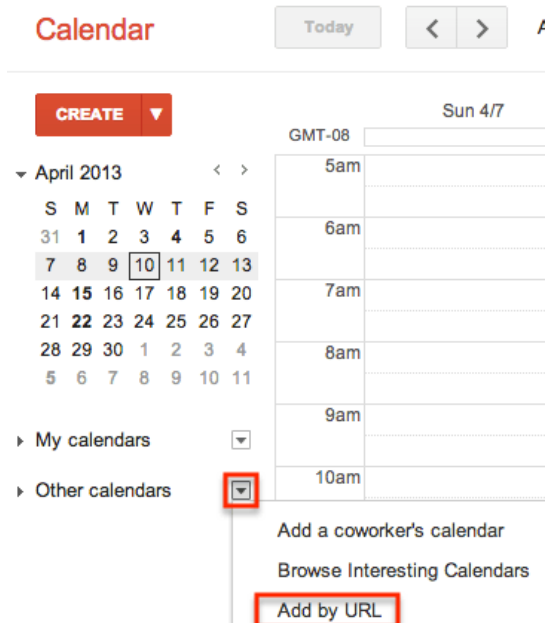 Calendar
Today
A
CREATE
Sun 4/7
GMT-08
April 2013
S M T W T F S
31 1 2 3 4 5 6
7 8 9 10 11 12 13
14 15 16 17 18 19 20
21 22 23 24 25 26 27
28 29 30 1 2 3 4
5 6 7 8 9 10 11
My calendars
Other calendars
5am
6am
7am
8am
9am
10am
Add a coworker's calendar
Browse Interesting Calendars
Add by URL